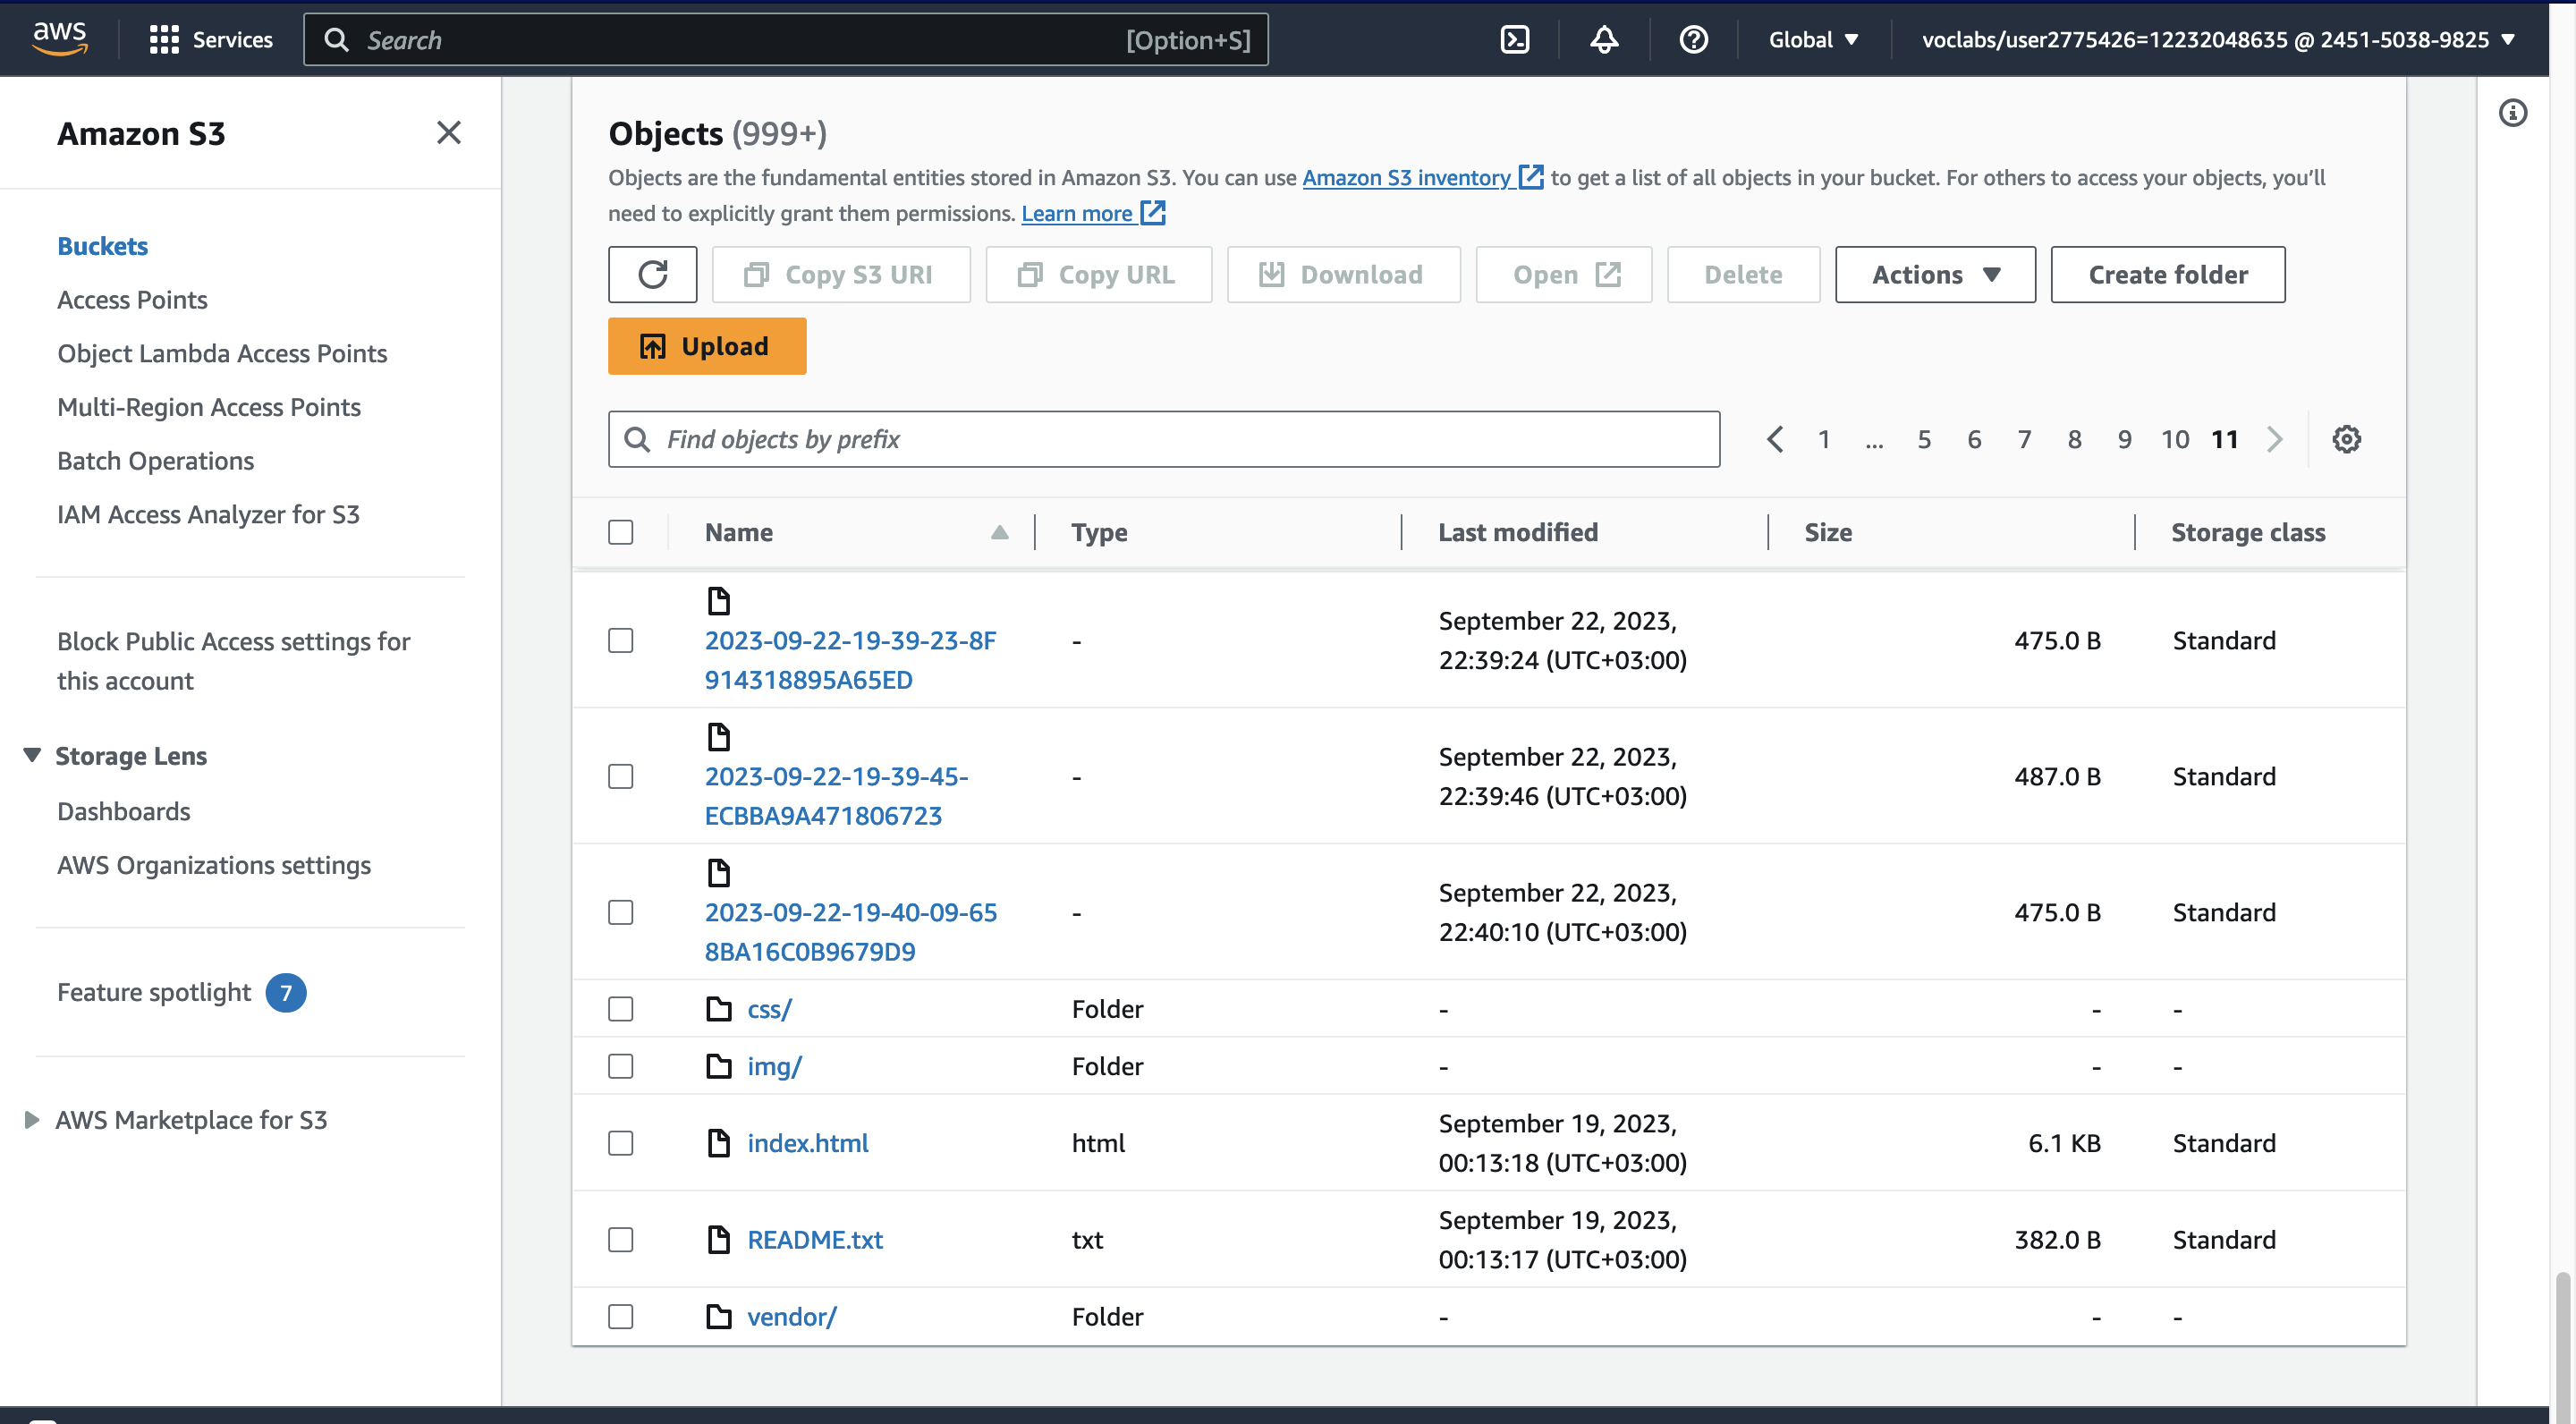 aws
Services
Search
[Option+S]
Global
voclabs/user2775426=12232048635 @ 2451-5038-9825
Amazon S3
Buckets
Access Points
Object Lambda Access Points
Multi-Region Access Points
Batch Operations
IAM Access Analyzer for S3
Block Public Access settings for
this account
Storage Lens
Dashboards
AWS Organizations settings
Feature spotlight 7
AWS Marketplace for S3
Objects (999+)
Objects are the fundamental entities stored in Amazon S3. You can use Amazon S3 inventory to get a list of all objects in your bucket. For others to access your objects, you'll
need to explicitly grant them permissions. Learn more
Copy S3 URI
Copy URL
Download
Open
Delete
Actions
Create folder
Upload
Find objects by prefix
1 ... 5 6 7 8 9 10 11
Name Type Last modified Size Storage class
2023-09-22-19-39-23-8F
914318895A65ED
-
September 22, 2023,
22:39:24 (UTC+03:00)
475.0 B
Standard
2023-09-22-19-39-45-
ECBBA9A471806723
-
September 22, 2023,
22:39:46 (UTC+03:00)
487.0 B
Standard
2023-09-22-19-40-09-65
8BA16C0B9679D9
-
September 22, 2023,
22:40:10 (UTC+03:00)
475.0 B
Standard
css/ Folder - - -
img/ Folder - - -
index.html
html
September 19, 2023,
00:13:18 (UTC+03:00)
6.1 KB
Standard
README.txt
txt
September 19, 2023,
00:13:17 (UTC+03:00)
382.0 B
Standard
vendor/ Folder - - -